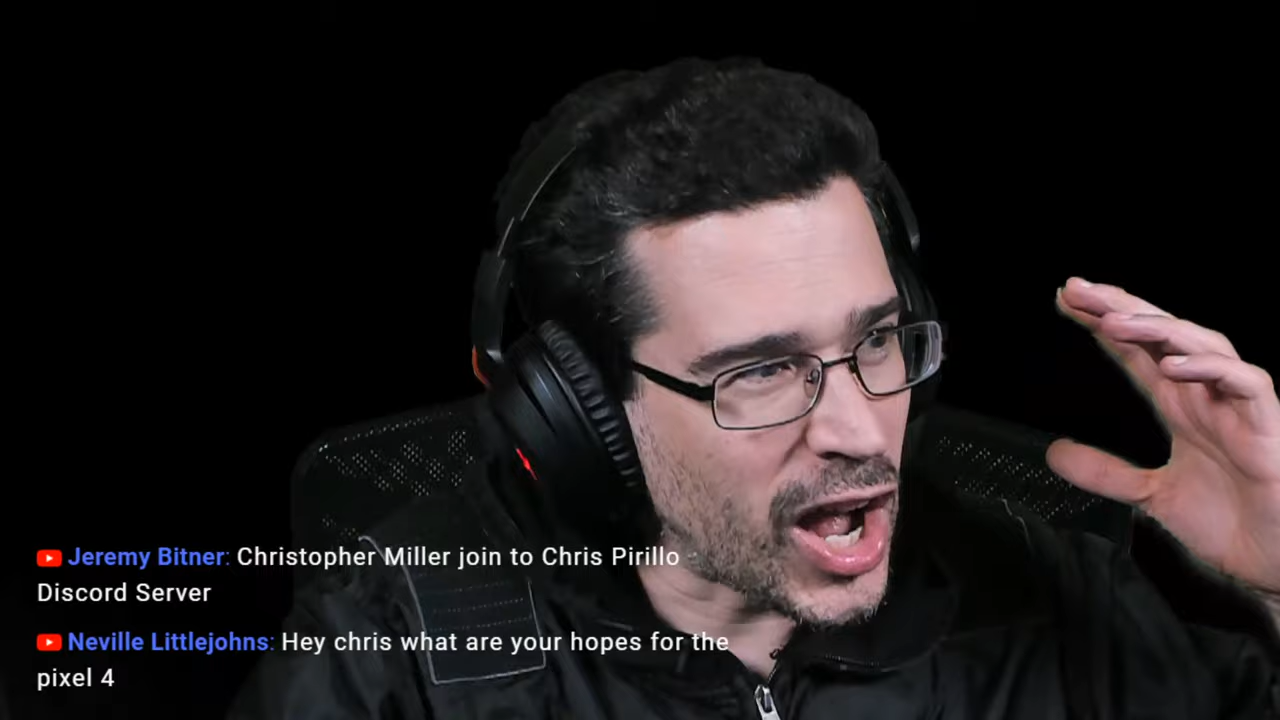 Jeremy Bitner: Christopher Miller join to Chris Pirillo
Discord Server
Neville Littlejohns: Hey chris what are your hopes for the
pixel 4